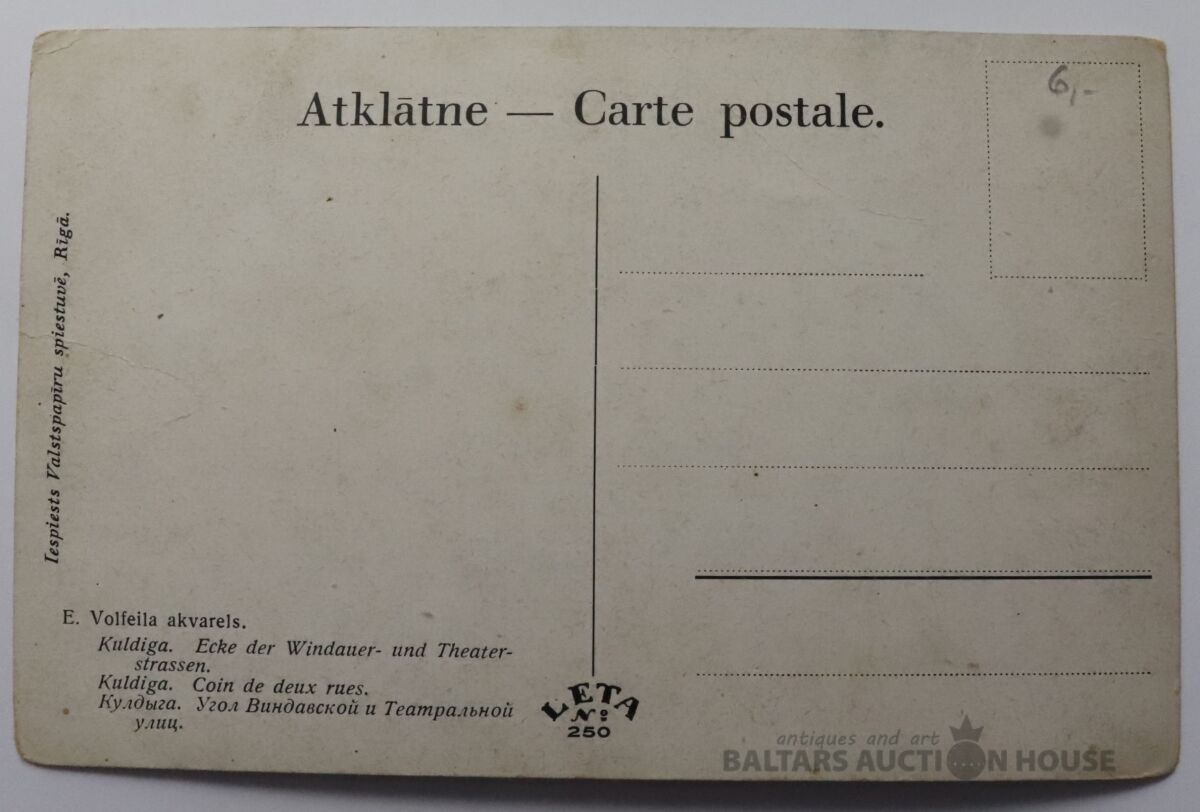 Atklātne — Carte postale.
6,-
Iespiests Valstspapīru spiestuvē, Rīgā.
E. Volfeila akvarels.
Kuldiga. Ecke der Windauer- und Theater-
strassen.
Kuldiga. Coin de deux rues.
Кулдыга. Угол Виндавской и Театральной
улиц.
LETA
№
250
antiques and art
BALTARS AUCTION HOUSE